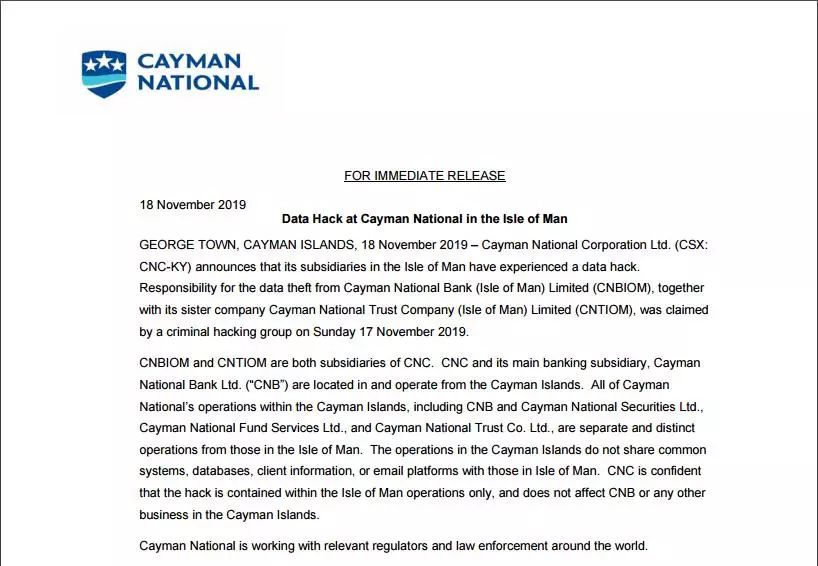 CAYMAN
NATIONAL
FOR IMMEDIATE RELEASE
18 November 2019
Data Hack at Cayman National in the Isle of Man
GEORGE TOWN, CAYMAN ISLANDS, 18 November 2019 – Cayman National Corporation Ltd. (CSX:
CNC-KY) announces that its subsidiaries in the Isle of Man have experienced a data hack.
Responsibility for the data theft from Cayman National Bank (Isle of Man) Limited (CNBIOM), together
with its sister company Cayman National Trust Company (Isle of Man) Limited (CNTIOM), was claimed
by a criminal hacking group on Sunday 17 November 2019.
CNBIOM and CNTIOM are both subsidiaries of CNC.  CNC and its main banking subsidiary, Cayman
National Bank Ltd. (“CNB”) are located in and operate from the Cayman Islands.  All of Cayman
National’s operations within the Cayman Islands, including CNB and Cayman National Securities Ltd.,
Cayman National Fund Services Ltd., and Cayman National Trust Co. Ltd., are separate and distinct
operations from those in the Isle of Man.  The operations in the Cayman Islands do not share common
systems, databases, client information, or email platforms with those in Isle of Man.  CNC is confident
that the hack is contained within the Isle of Man operations only, and does not affect CNB or any other
business in the Cayman Islands.
Cayman National is working with relevant regulators and law enforcement around the world.